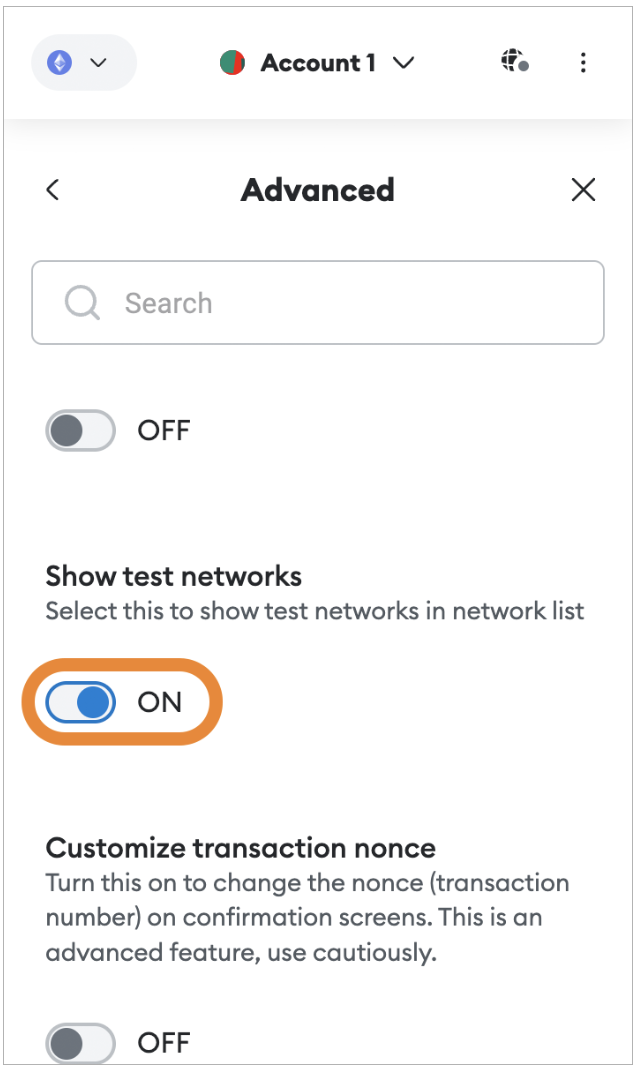 Account 1
Advanced
Search
OFF
Show test networks
Select this to show test networks in network list
ON
Customize transaction nonce
Turn this on to change the nonce (transaction
number) on confirmation screens. This is an
advanced feature, use cautiously.
OFF